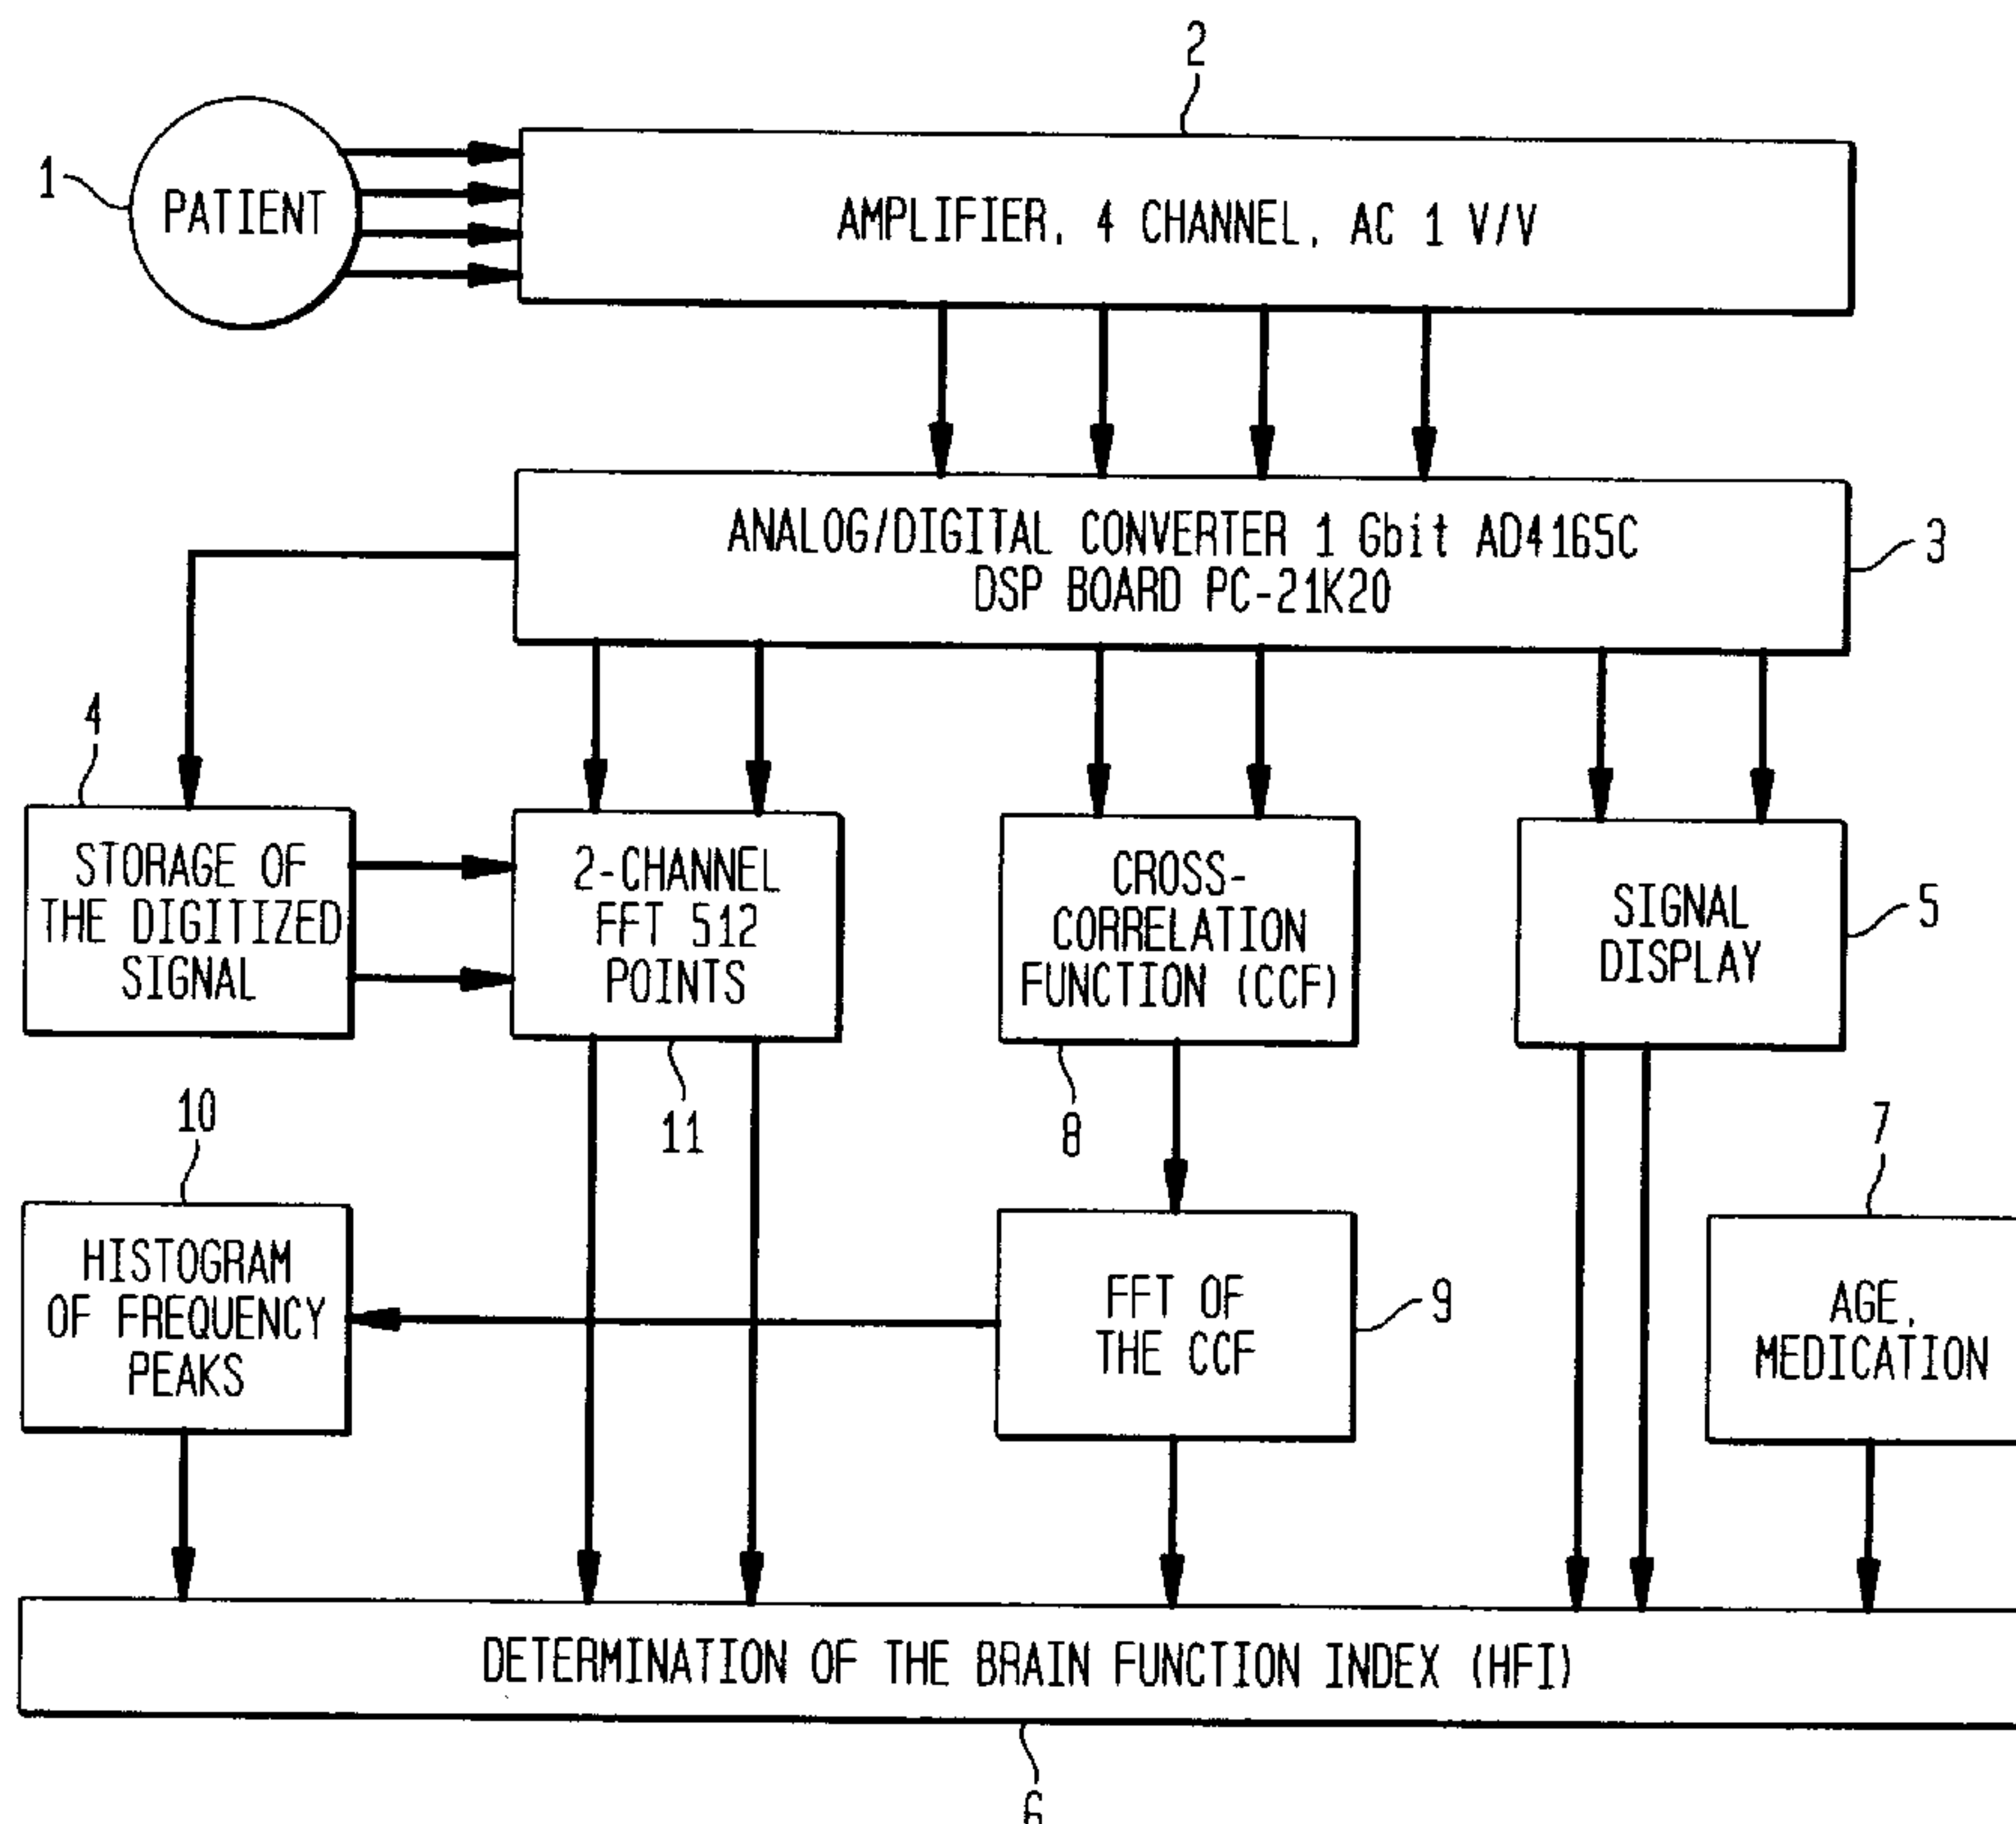 2
1
PATIENT
AMPLIFIER, 4 CHANNEL, AC 1 V/V
ANALOG/DIGITAL CONVERTER 1 Gbit AD4165C
DSP BOARD PC-21K20
3
4
STORAGE OF
THE DIGITIZED
SIGNAL
2-CHANNEL
FFT 512
POINTS
CROSS-
CORRELATION
FUNCTION (CCF)
SIGNAL
DISPLAY
5
10
11
8
7
HISTOGRAM
OF FREQUENCY
PEAKS
FFT OF
THE CCF
9
AGE,
MEDICATION
DETERMINATION OF THE BRAIN FUNCTION INDEX (HFI)
6